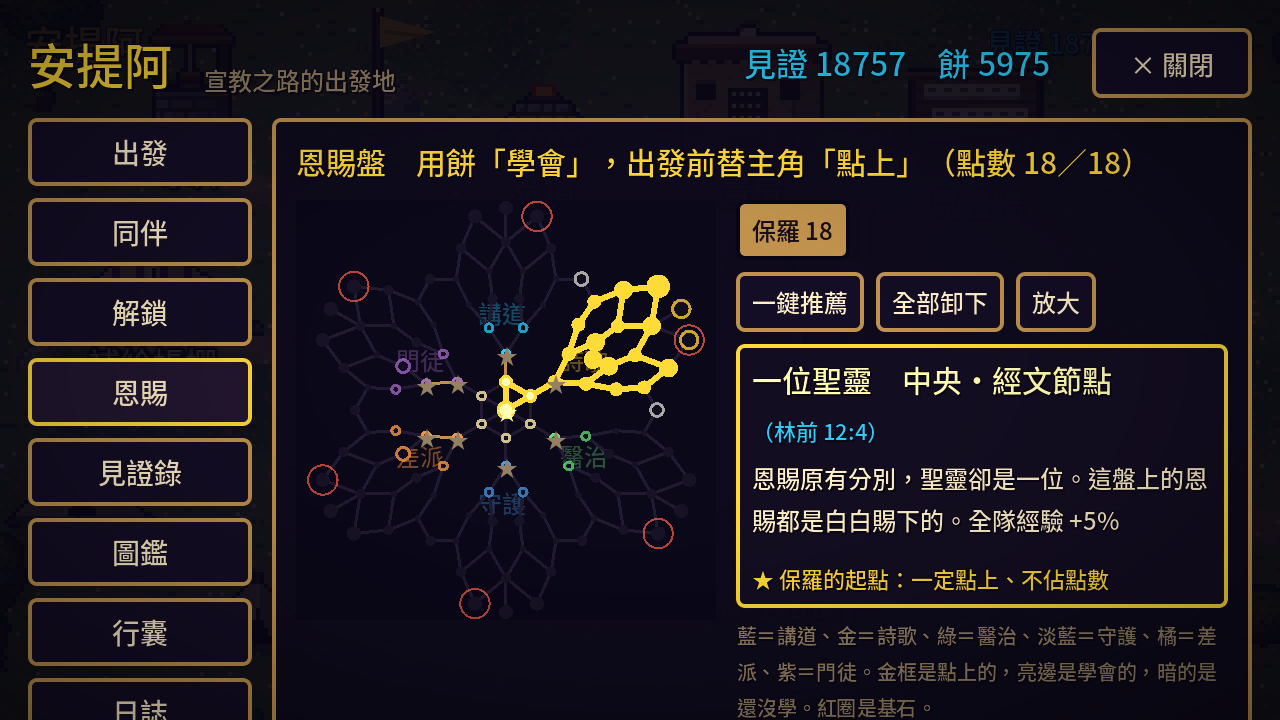 安提阿
宣教之路的出發地
見證 18757
餅 5975
× 關閉
出發
同伴
解鎖
恩賜
見證錄
圖鑑
行囊
日誌
恩賜盤 用餅「學會」，出發前替主角「點上」（點數 18／18）
講道
門徒
詩歌
差派
醫治
守護
保羅 18
一鍵推薦
全部卸下
放大
一位聖靈 中央・經文節點
（林前 12:4）
恩賜原有分別，聖靈卻是一位。這盤上的恩
賜都是白白賜下的。全隊經驗 +5%
★ 保羅的起點：一定點上、不佔點數
藍＝講道、金＝詩歌、綠＝醫治、淡藍＝守護、橘＝差
派、紫＝門徒。金框是點上的，亮邊是學會的，暗的是
還沒學。紅圈是基石。